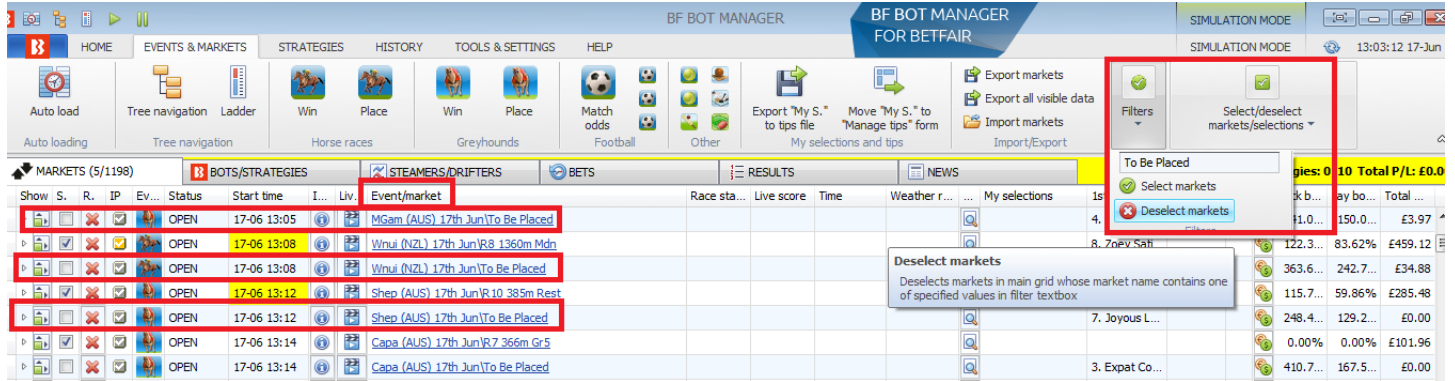 BF BOT MANAGER
BF BOT MANAGER
FOR BETFAIR
SIMULATION MODE
HOME EVENTS & MARKETS STRATEGIES HISTORY TOOLS & SETTINGS HELP
SIMULATION MODE 13:03:12 17-Jun
Auto load Tree navigation Ladder Win Place Win Place Match odds Export "My S." to tips file Move "My S." to "Manage tips" form
Export markets
Export all visible data
Import markets
Filters
Select/deselect markets/selections
Auto loading Tree navigation Horse races Greyhounds Football Other My selections and tips Import/Export
To Be Placed
Select markets
Deselect markets
Filters
MARKETS (5/1198) BOTS/STRATEGIES STEAMERS/DRIFTERS BETS RESULTS NEWS
Total P/L: £0.0
Show S. R. IP Ev... Status Start time I... Liv. Event/market Race sta... Live score Time Weather r... ... My selections Total ...
OPEN 17-06 13:05 MGam (AUS) 17th Jun\To Be Placed 4. 150.0... £3.97
OPEN 17-06 13:08 Wnui (NZL) 17th Jun\R8 1360m Mdn 8. Zoey Sati 122.3... 83.62% £459.12
OPEN 17-06 13:08 Wnui (NZL) 17th Jun\To Be Placed 363.6... 242.7... £34.88
OPEN 17-06 13:12 Shep (AUS) 17th Jun\R10 385m Rest 115.7... 59.86% £285.48
OPEN 17-06 13:12 Shep (AUS) 17th Jun\To Be Placed 7. Joyous L... 248.4... 129.2... £0.00
OPEN 17-06 13:14 Capa (AUS) 17th Jun\R7 366m Gr5 0.00% 0.00% £101.96
OPEN 17-06 13:14 Capa (AUS) 17th Jun\To Be Placed 3. Expat Co... 410.7... 167.5... £0.00
Deselect markets
Deselects markets in main grid whose market name contains one
of specified values in filter textbox